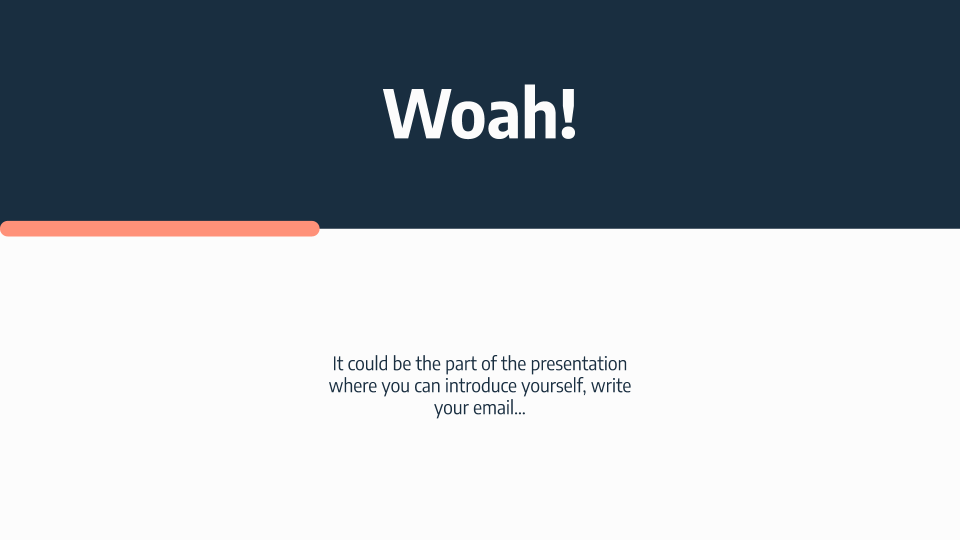 Woah!
It could be the part of the presentation
where you can introduce yourself, write
your email…